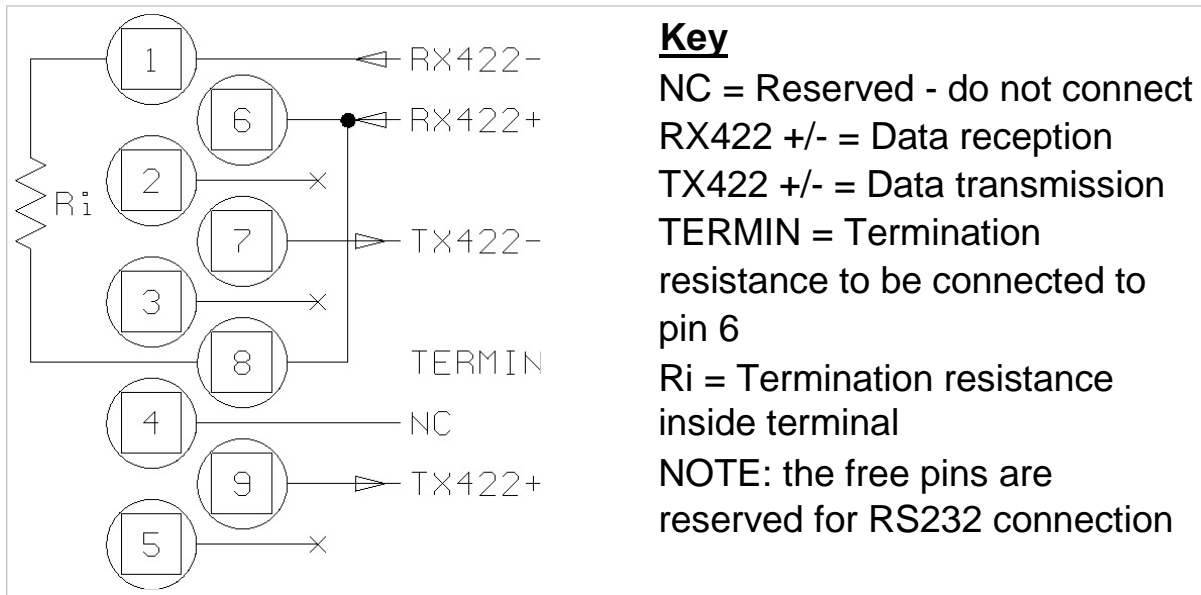 1 RX422-
6 RX422+
2
Ri
7 TX422-
3
8 TERMIN
4 NC
9 TX422+
5
Key
NC = Reserved - do not connect
RX422 +/- = Data reception
TX422 +/- = Data transmission
TERMIN = Termination
resistance to be connected to
pin 6
Ri = Termination resistance
inside terminal
NOTE: the free pins are
reserved for RS232 connection